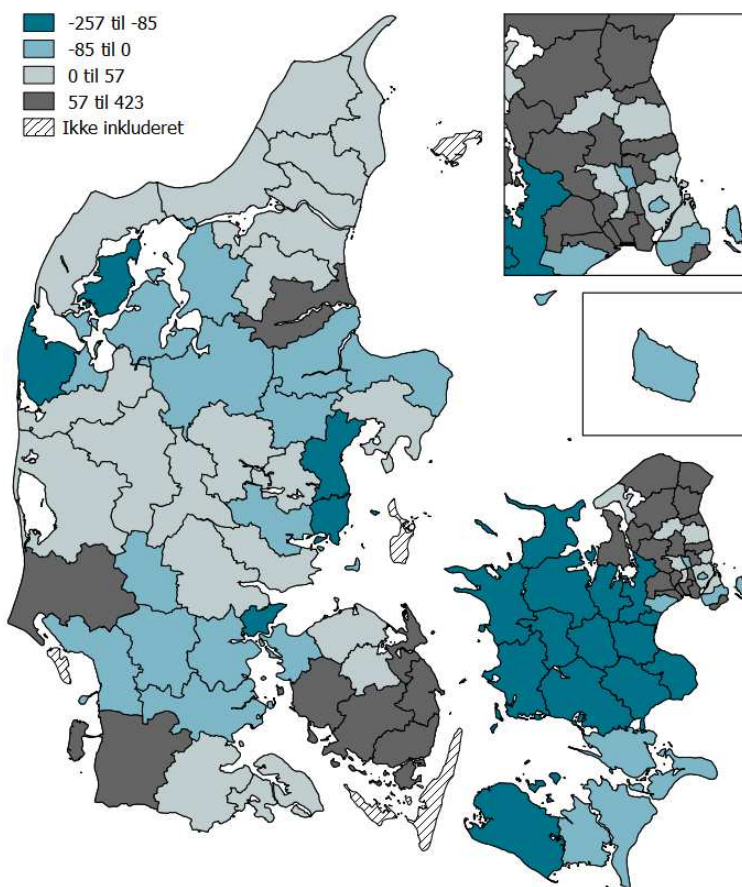 -257 til -85
-85 til 0
0 til 57
57 til 423
Ikke inkluderet